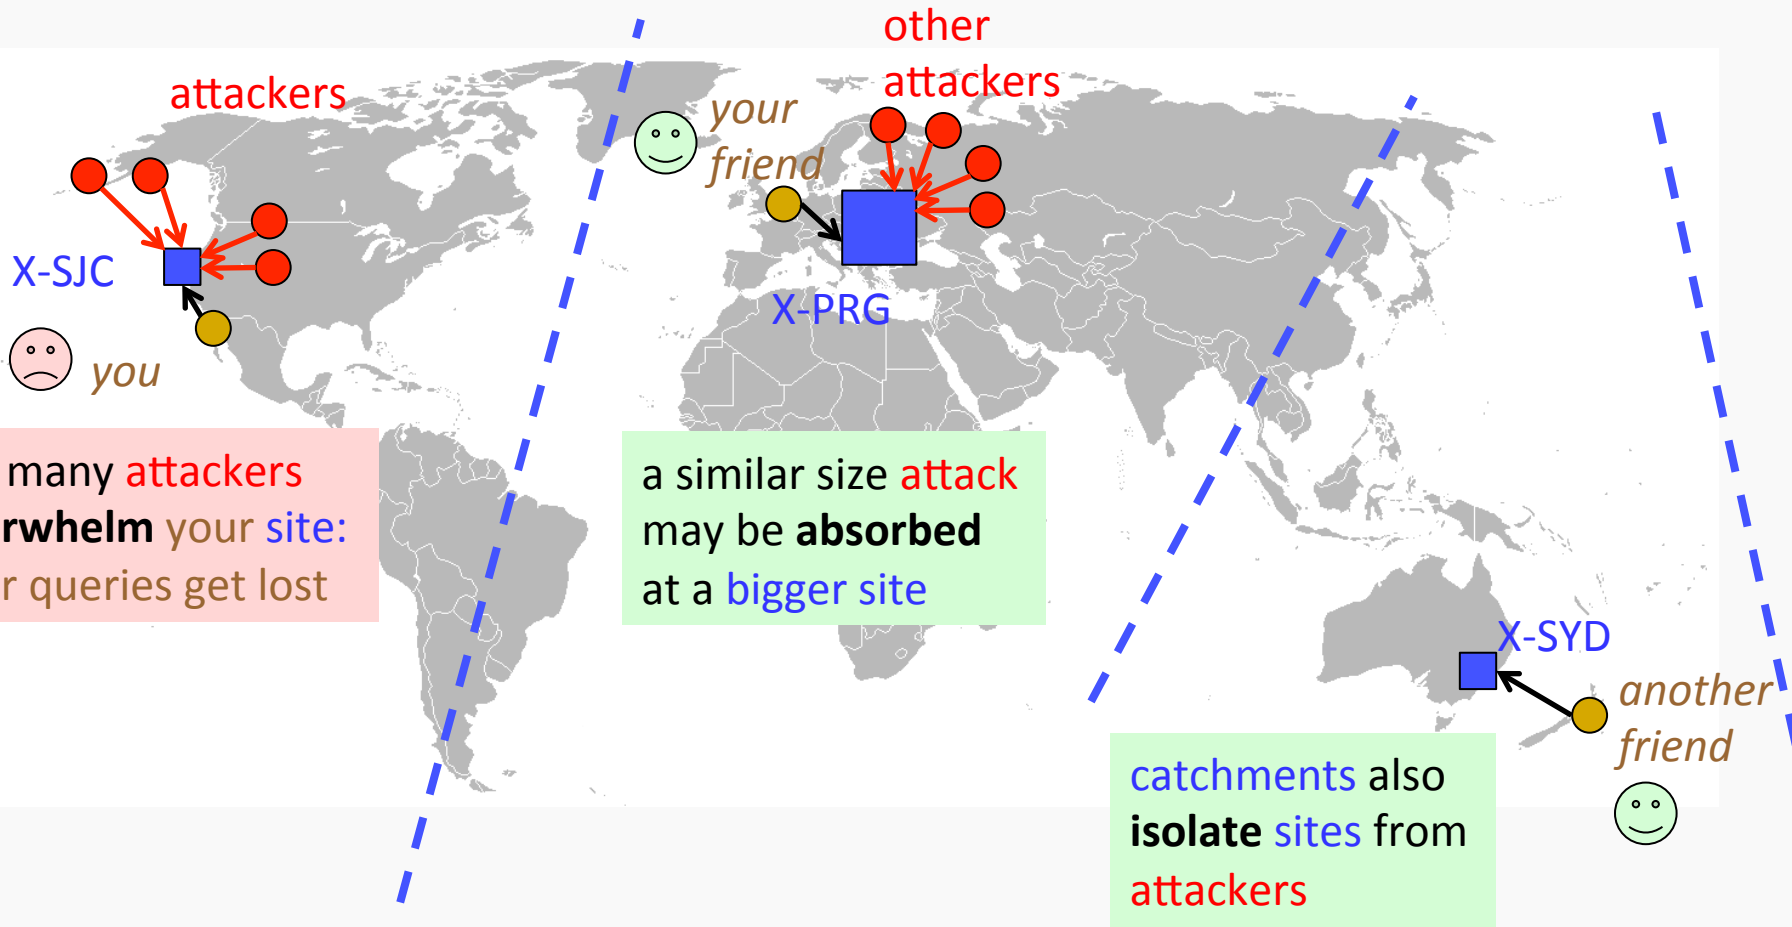 other
attackers
attackers
your
friend
X-SJC
X-PRG
you
many attackers
rwhelm your site:
r queries get lost
a similar size attack
may be absorbed
at a bigger site
X-SYD
another
friend
catchments also
isolate sites from
attackers